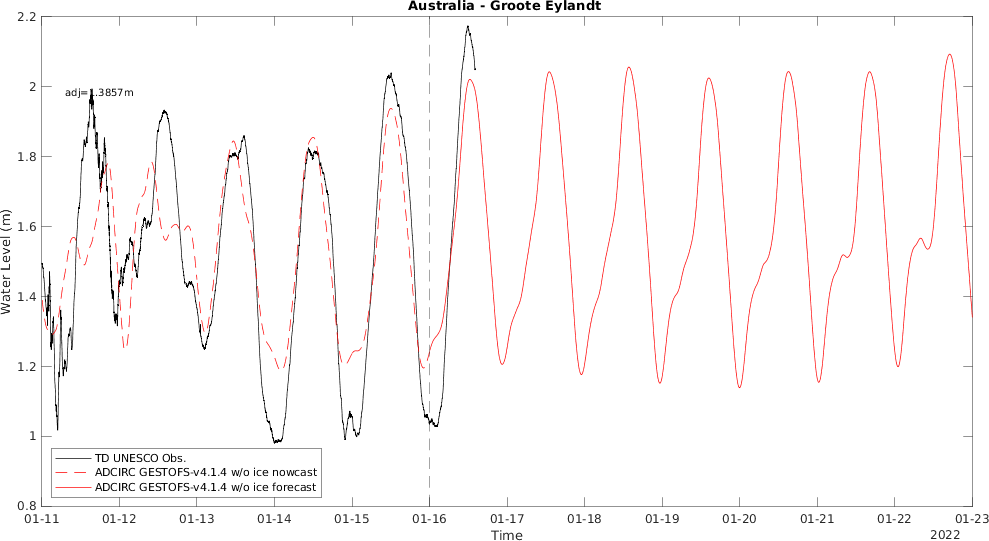 Australia - Groote Eylandt
2.2
2
1.8
1.6
1.4
1.2
1
0.8
Water Level (m)
adj=1.3857m
TD UNESCO Obs.
ADCIRC GESTOFS-v4.1.4 w/o ice nowcast
ADCIRC GESTOFS-v4.1.4 w/o ice forecast
01-11 01-12 01-13 01-14 01-15 01-16 01-17 01-18 01-19 01-20 01-21 01-22 01-23
Time
2022